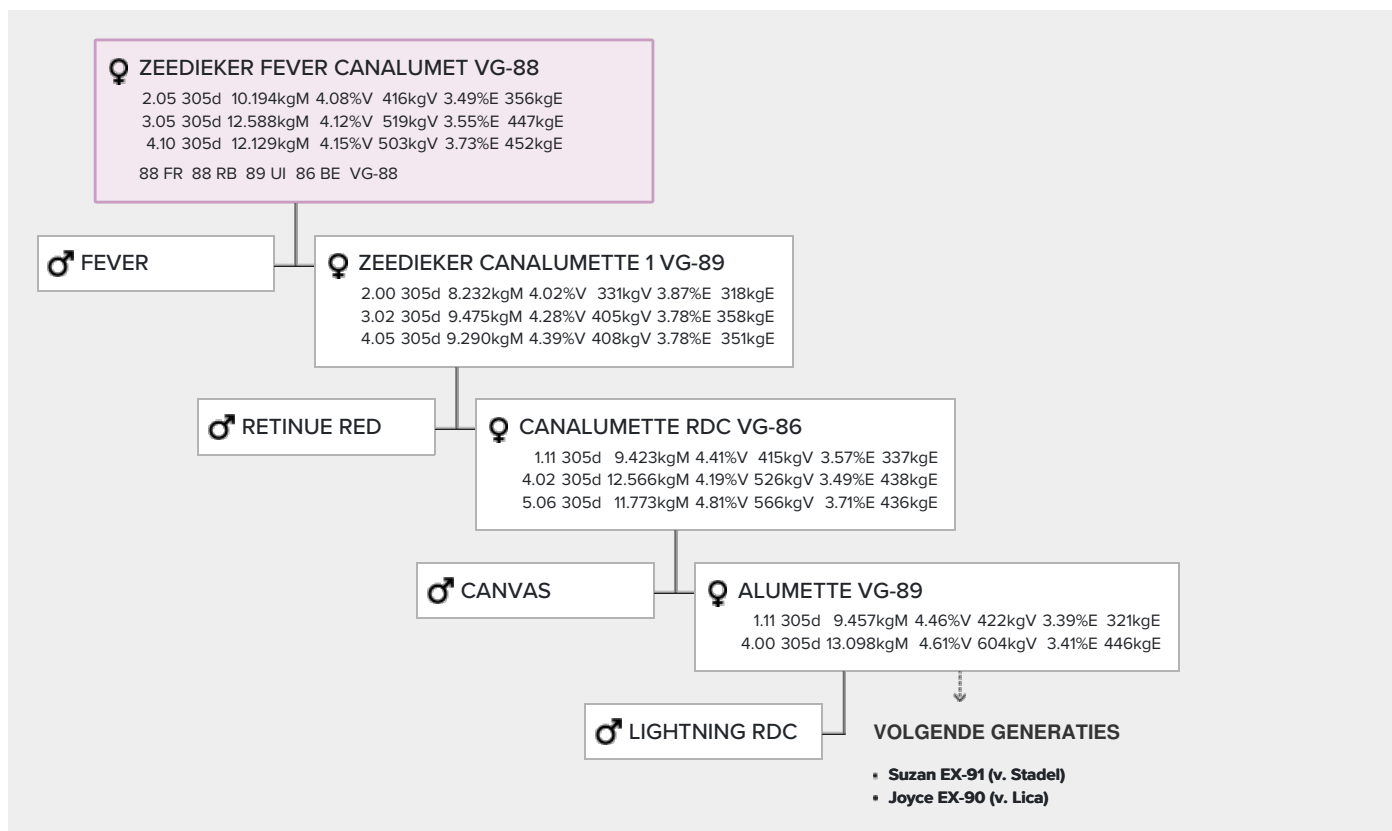 ZEEDIEKER FEVER CANALUMET VG-88
2.05 305d 10.194kgM 4.08%V 416kgV 3.49%E 356kgE
3.05 305d 12.588kgM 4.12%V 519kgV 3.55%E 447kgE
4.10 305d 12.129kgM 4.15%V 503kgV 3.73%E 452kgE
88 FR 88 RB 89 UI 86 BE VG-88
FEVER
ZEEDIEKER CANALUMETTE 1 VG-89
2.00 305d 8.232kgM 4.02%V 331kgV 3.87%E 318kgE
3.02 305d 9.475kgM 4.28%V 405kgV 3.78%E 358kgE
4.05 305d 9.290kgM 4.39%V 408kgV 3.78%E 351kgE
RETINUE RED
CANALUMETTE RDC VG-86
1.11 305d 9.423kgM 4.41%V 415kgV 3.57%E 337kgE
4.02 305d 12.566kgM 4.19%V 526kgV 3.49%E 438kgE
5.06 305d 11.773kgM 4.81%V 566kgV 3.71%E 436kgE
CANVAS
ALUMETTE VG-89
1.11 305d 9.457kgM 4.46%V 422kgV 3.39%E 321kgE
4.00 305d 13.098kgM 4.61%V 604kgV 3.41%E 446kgE
LIGHTNING RDC
VOLGENDE GENERATIES
▪ Suzan EX-91 (v. Stadel)
▪ Joyce EX-90 (v. Lica)